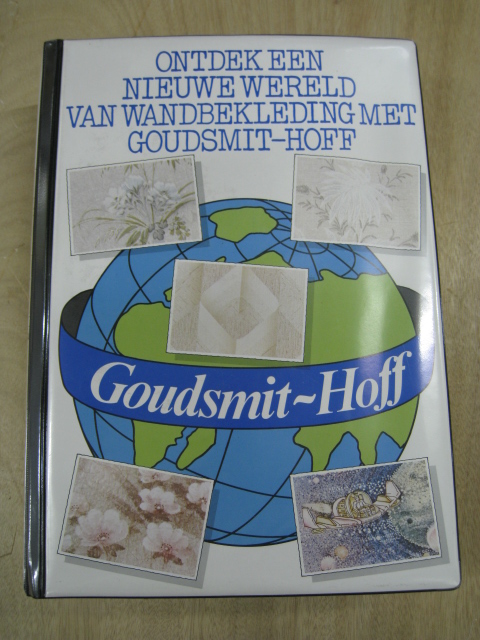 ONTDEK EEN
NIEUWE WERELD
VAN WANDBEKLEDING MET
GOUDSMIT-HOFF
Goudsmit~Hoff